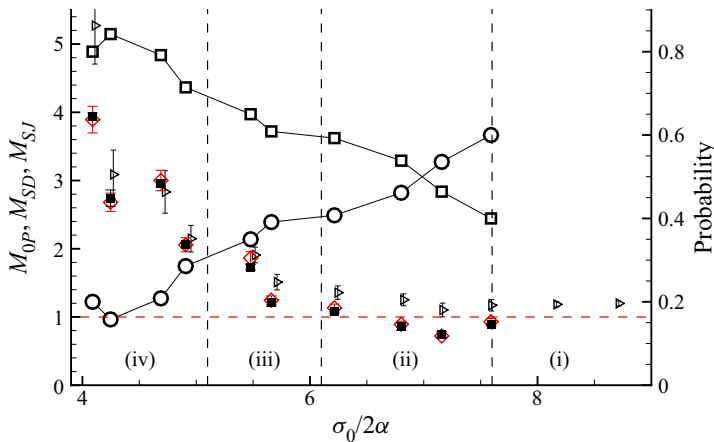 5
4
3
2
1
0
M0P, MSD, MSJ
0.8
0.6
0.4
0.2
0
Probability
(iv)
(iii)
(ii)
(i)
4
6
8
σ0/2α